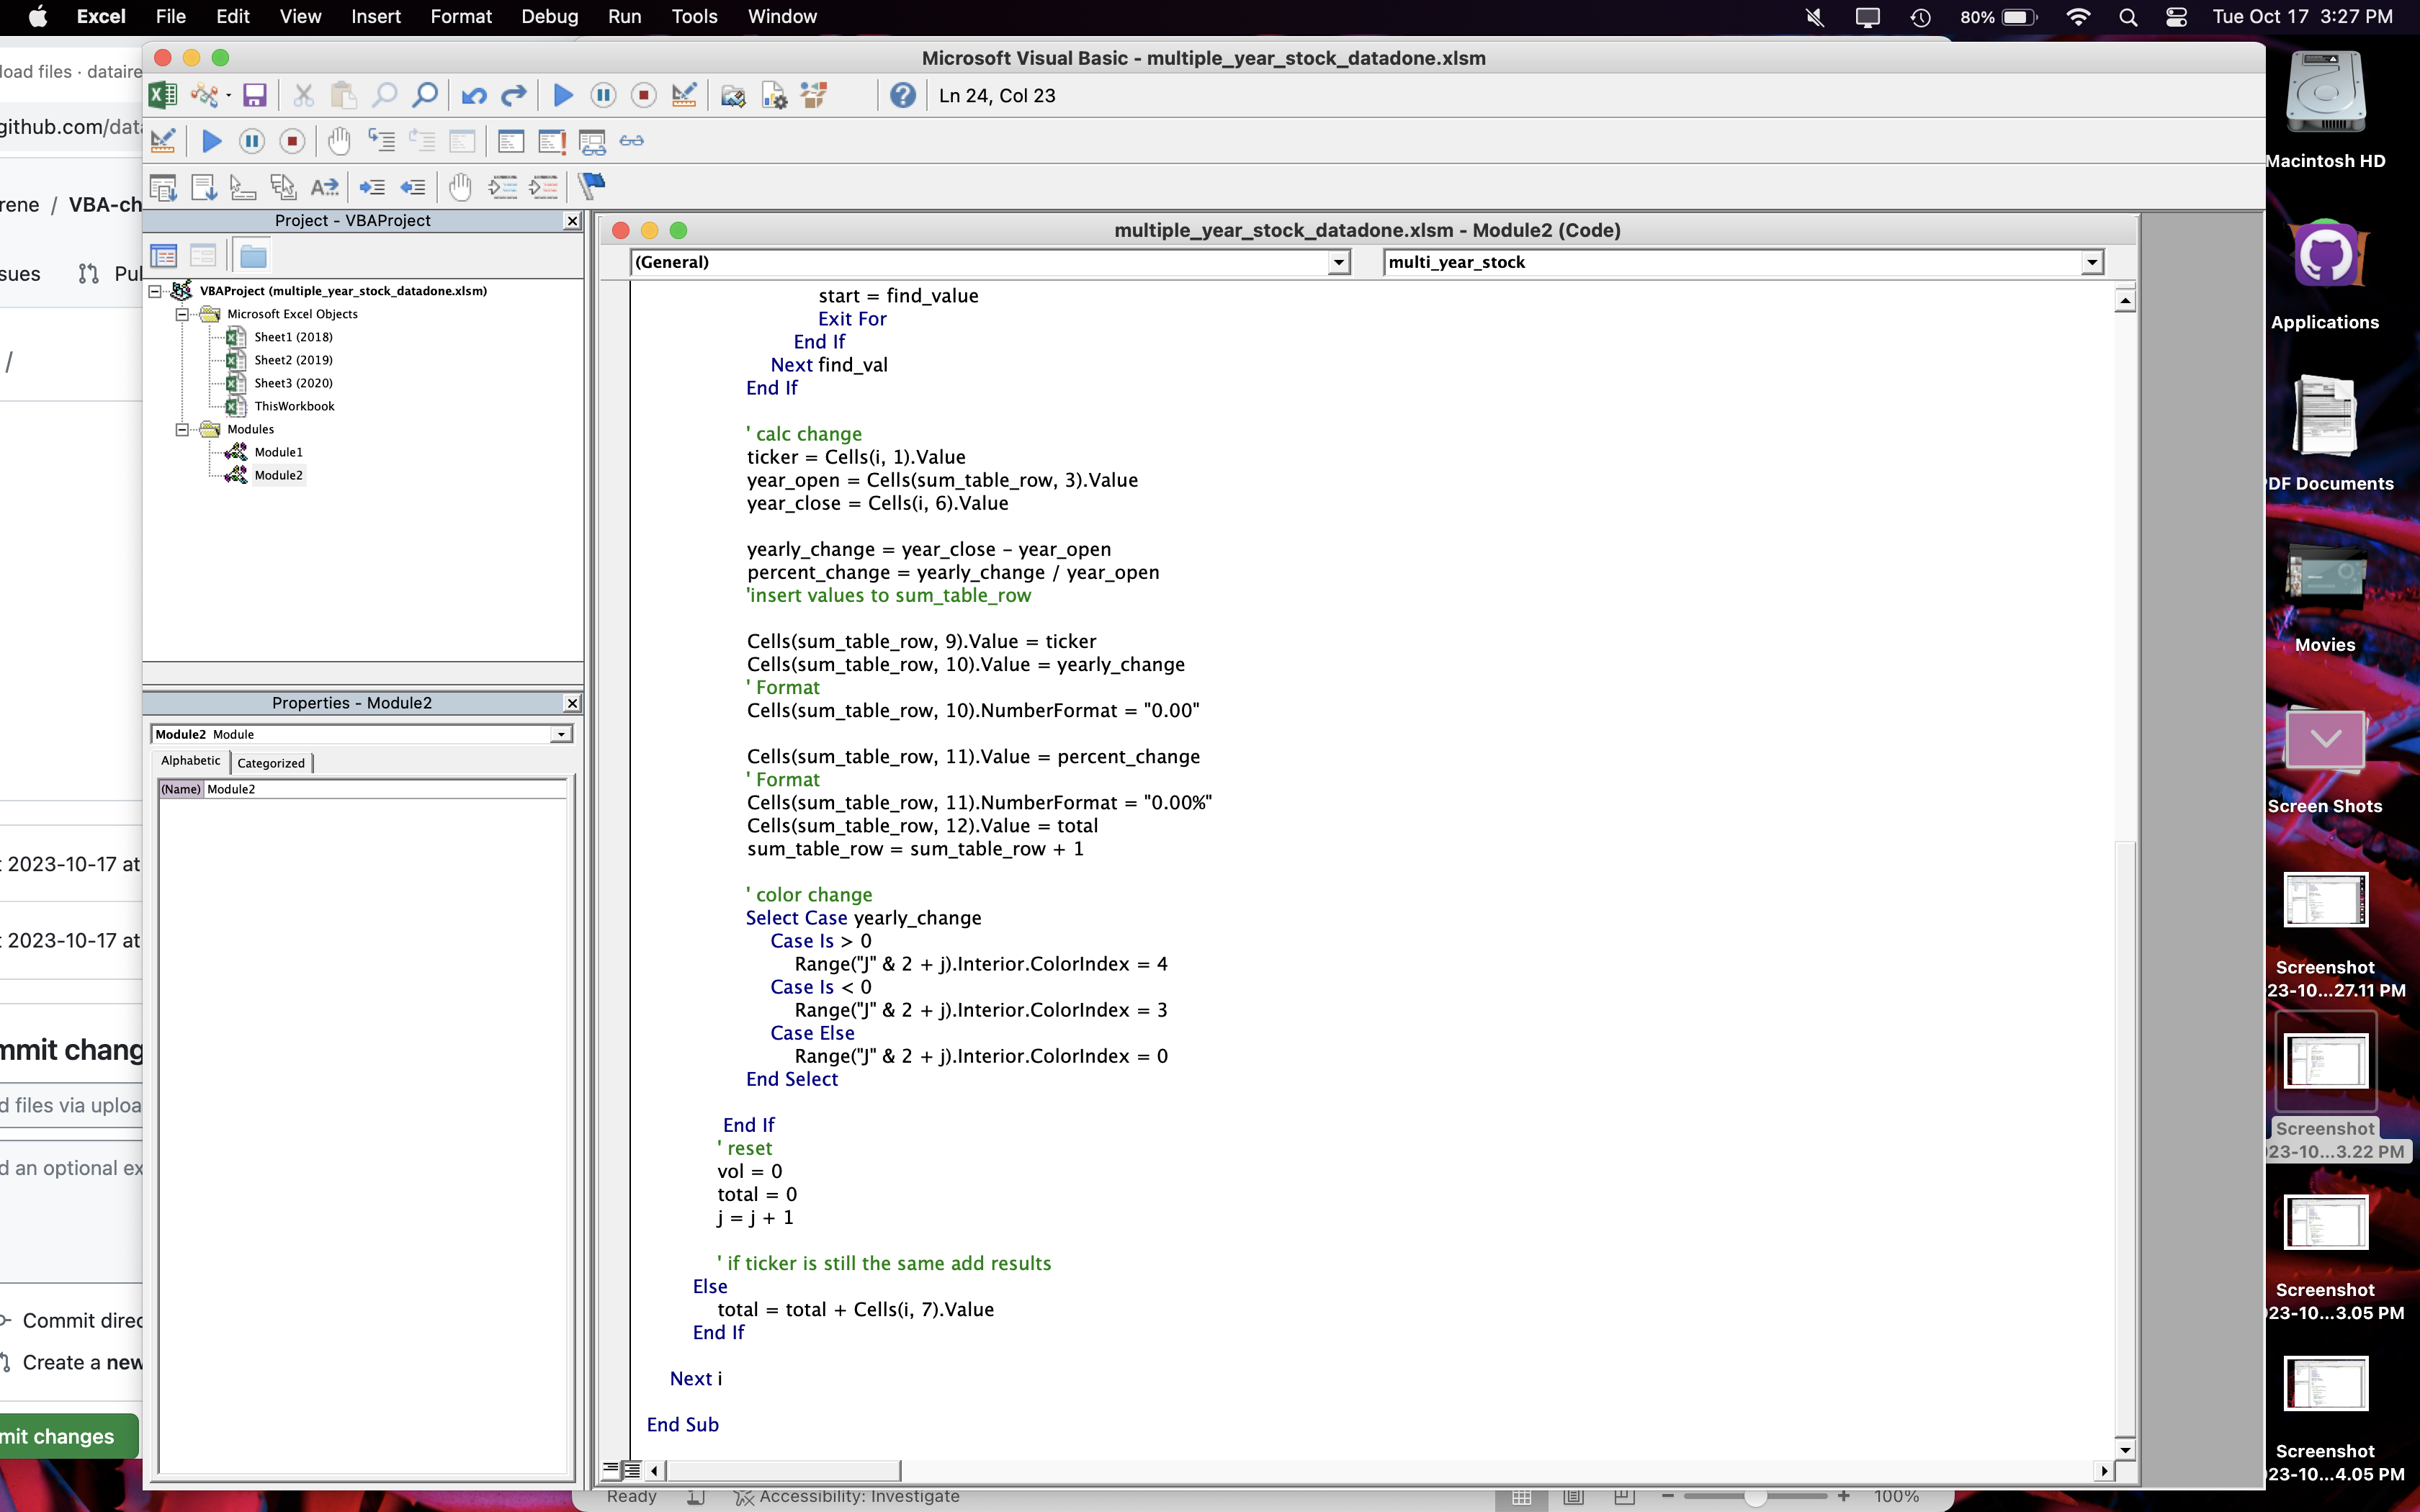 Excel File Edit View Insert Format Debug Run Tools Window 80% Tue Oct 17 3:27 PM
Microsoft Visual Basic - multiple_year_stock_datadone.xlsm
Ln 24, Col 23
Project - VBAProject
VBAProject (multiple_year_stock_datadone.xlsm)
Microsoft Excel Objects
Sheet1 (2018)
Sheet2 (2019)
Sheet3 (2020)
ThisWorkbook
Modules
Module1
Module2
Properties - Module2
Module2 Module
Alphabetic Categorized
(Name) Module2
multiple_year_stock_datadone.xlsm - Module2 (Code)
(General) multi_year_stock
start = find_value
Exit For
End If
Next find_val
End If
' calc change
ticker = Cells(i, 1).Value
year_open = Cells(sum_table_row, 3).Value
year_close = Cells(i, 6).Value
yearly_change = year_close - year_open
percent_change = yearly_change / year_open
'insert values to sum_table_row
Cells(sum_table_row, 9).Value = ticker
Cells(sum_table_row, 10).Value = yearly_change
' Format
Cells(sum_table_row, 10).NumberFormat = "0.00"
Cells(sum_table_row, 11).Value = percent_change
' Format
Cells(sum_table_row, 11).NumberFormat = "0.00%"
Cells(sum_table_row, 12).Value = total
sum_table_row = sum_table_row + 1
' color change
Select Case yearly_change
Case Is > 0
Range("J" & 2 + j).Interior.ColorIndex = 4
Case Is < 0
Range("J" & 2 + j).Interior.ColorIndex = 3
Case Else
Range("J" & 2 + j).Interior.ColorIndex = 0
End Select
End If
' reset
vol = 0
total = 0
j = j + 1
' if ticker is still the same add results
Else
total = total + Cells(i, 7).Value
End If
Next i
End Sub
Ready Accessibility: Investigate 100%
load files · dataire
github.com/data
rene / VBA-ch
sues Pul
/
t 2023-10-17 at
t 2023-10-17 at
mmit chang
d files via uploa
d an optional ex
Commit direc
Create a new
mit changes
Macintosh HD
Applications
PDF Documents
Movies
Screen Shots
Screenshot
23-10...27.11 PM
Screenshot
23-10...3.22 PM
Screenshot
23-10...3.05 PM
Screenshot
23-10...4.05 PM